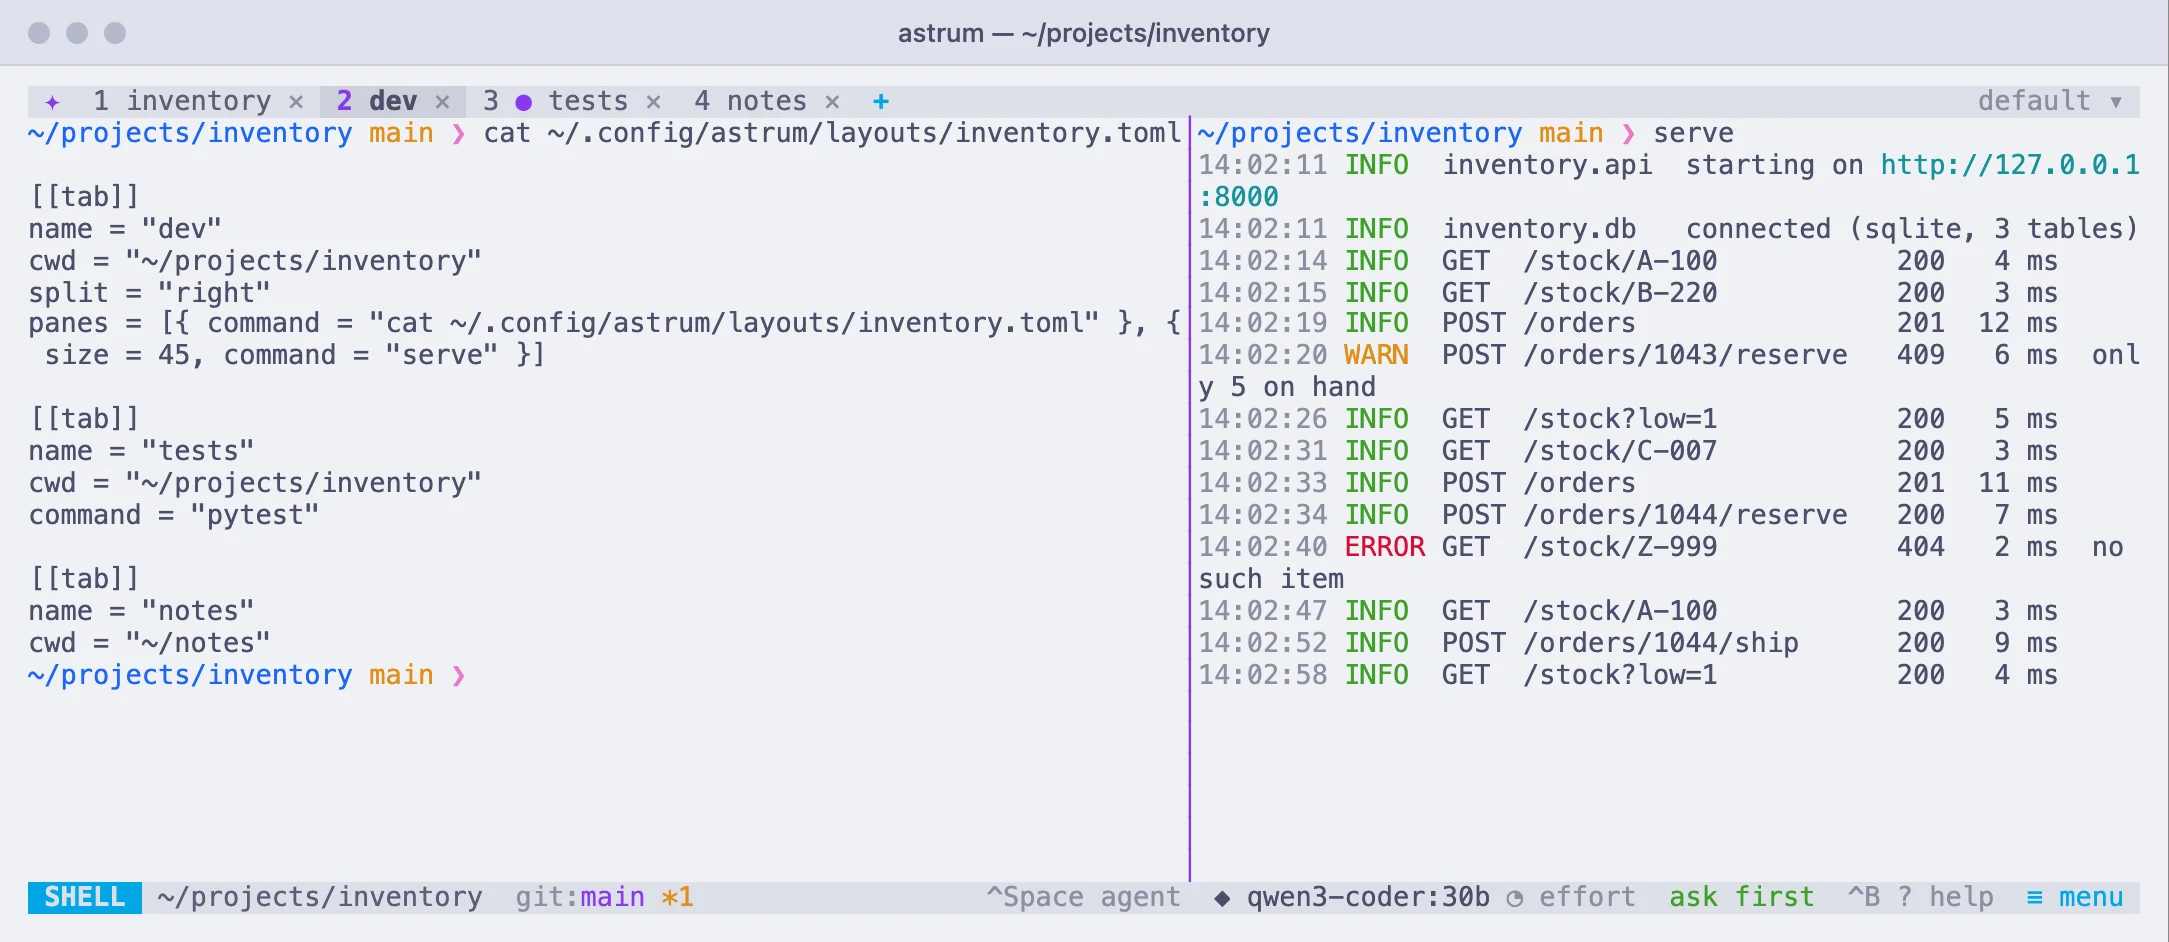 astrum — ~/projects/inventory
✦ 1 inventory × 2 dev × 3 ● tests × 4 notes × + default ▾
~/projects/inventory main ❯ cat ~/.config/astrum/layouts/inventory.toml
[[tab]]
name = "dev"
cwd = "~/projects/inventory"
split = "right"
panes = [{ command = "cat ~/.config/astrum/layouts/inventory.toml" }, {
 size = 45, command = "serve" }]
[[tab]]
name = "tests"
cwd = "~/projects/inventory"
command = "pytest"
[[tab]]
name = "notes"
cwd = "~/notes"
~/projects/inventory main ❯
~/projects/inventory main ❯ serve
14:02:11 INFO  inventory.api  starting on http://127.0.0.1
:8000
14:02:11 INFO  inventory.db   connected (sqlite, 3 tables)
14:02:14 INFO  GET  /stock/A-100           200   4 ms
14:02:15 INFO  GET  /stock/B-220           200   3 ms
14:02:19 INFO  POST /orders                201  12 ms
14:02:20 WARN  POST /orders/1043/reserve   409   6 ms  onl
y 5 on hand
14:02:26 INFO  GET  /stock?low=1           200   5 ms
14:02:31 INFO  GET  /stock/C-007           200   3 ms
14:02:33 INFO  POST /orders                201  11 ms
14:02:34 INFO  POST /orders/1044/reserve   200   7 ms
14:02:40 ERROR GET  /stock/Z-999           404   2 ms  no
such item
14:02:47 INFO  GET  /stock/A-100           200   3 ms
14:02:52 INFO  POST /orders/1044/ship      200   9 ms
14:02:58 INFO  GET  /stock?low=1           200   4 ms
SHELL ~/projects/inventory  git:main *1 ^Space agent ◆ qwen3-coder:30b ◔ effort ask first ^B ? help ≡ menu